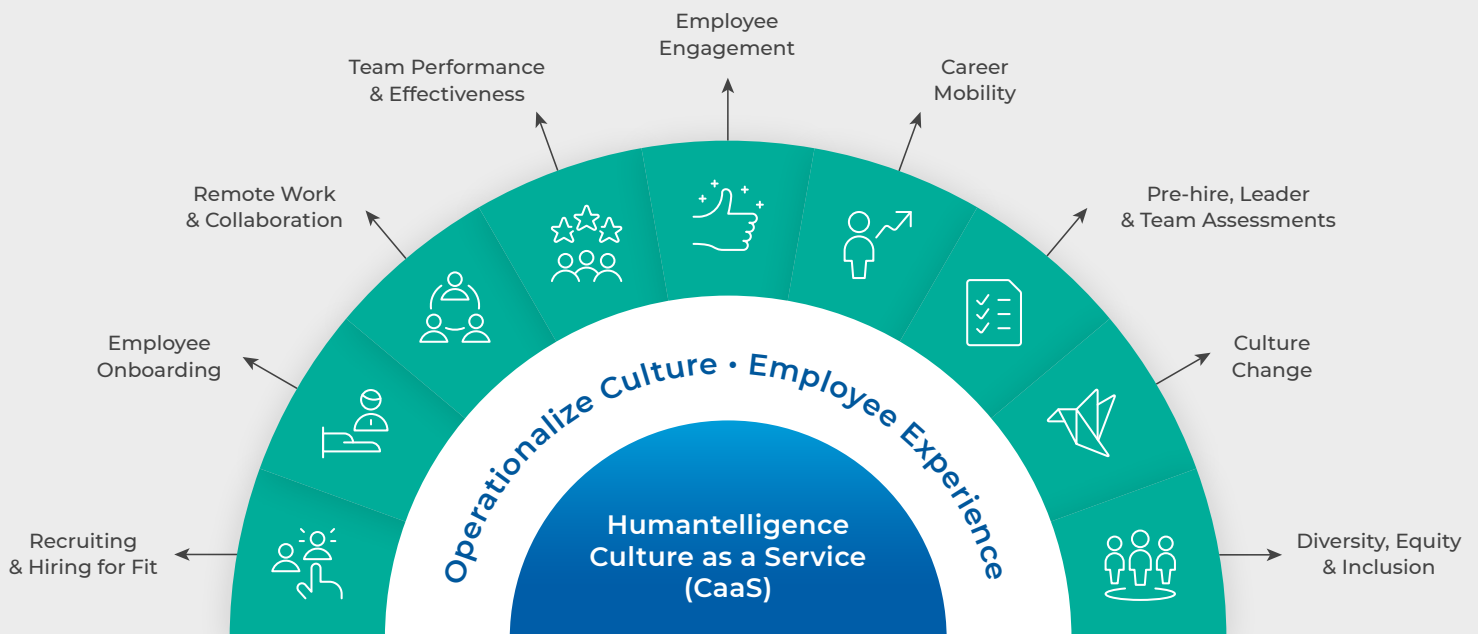 Employee
Engagement
Team Performance
& Effectiveness
Career
Mobility
Remote Work
& Collaboration
Pre-hire, Leader
& Team Assessments
Employee
Onboarding
Culture
Change
Recruiting
& Hiring for Fit
Diversity, Equity
& Inclusion
Operationalize Culture • Employee Experience
Humantelligence
Culture as a Service
(CaaS)